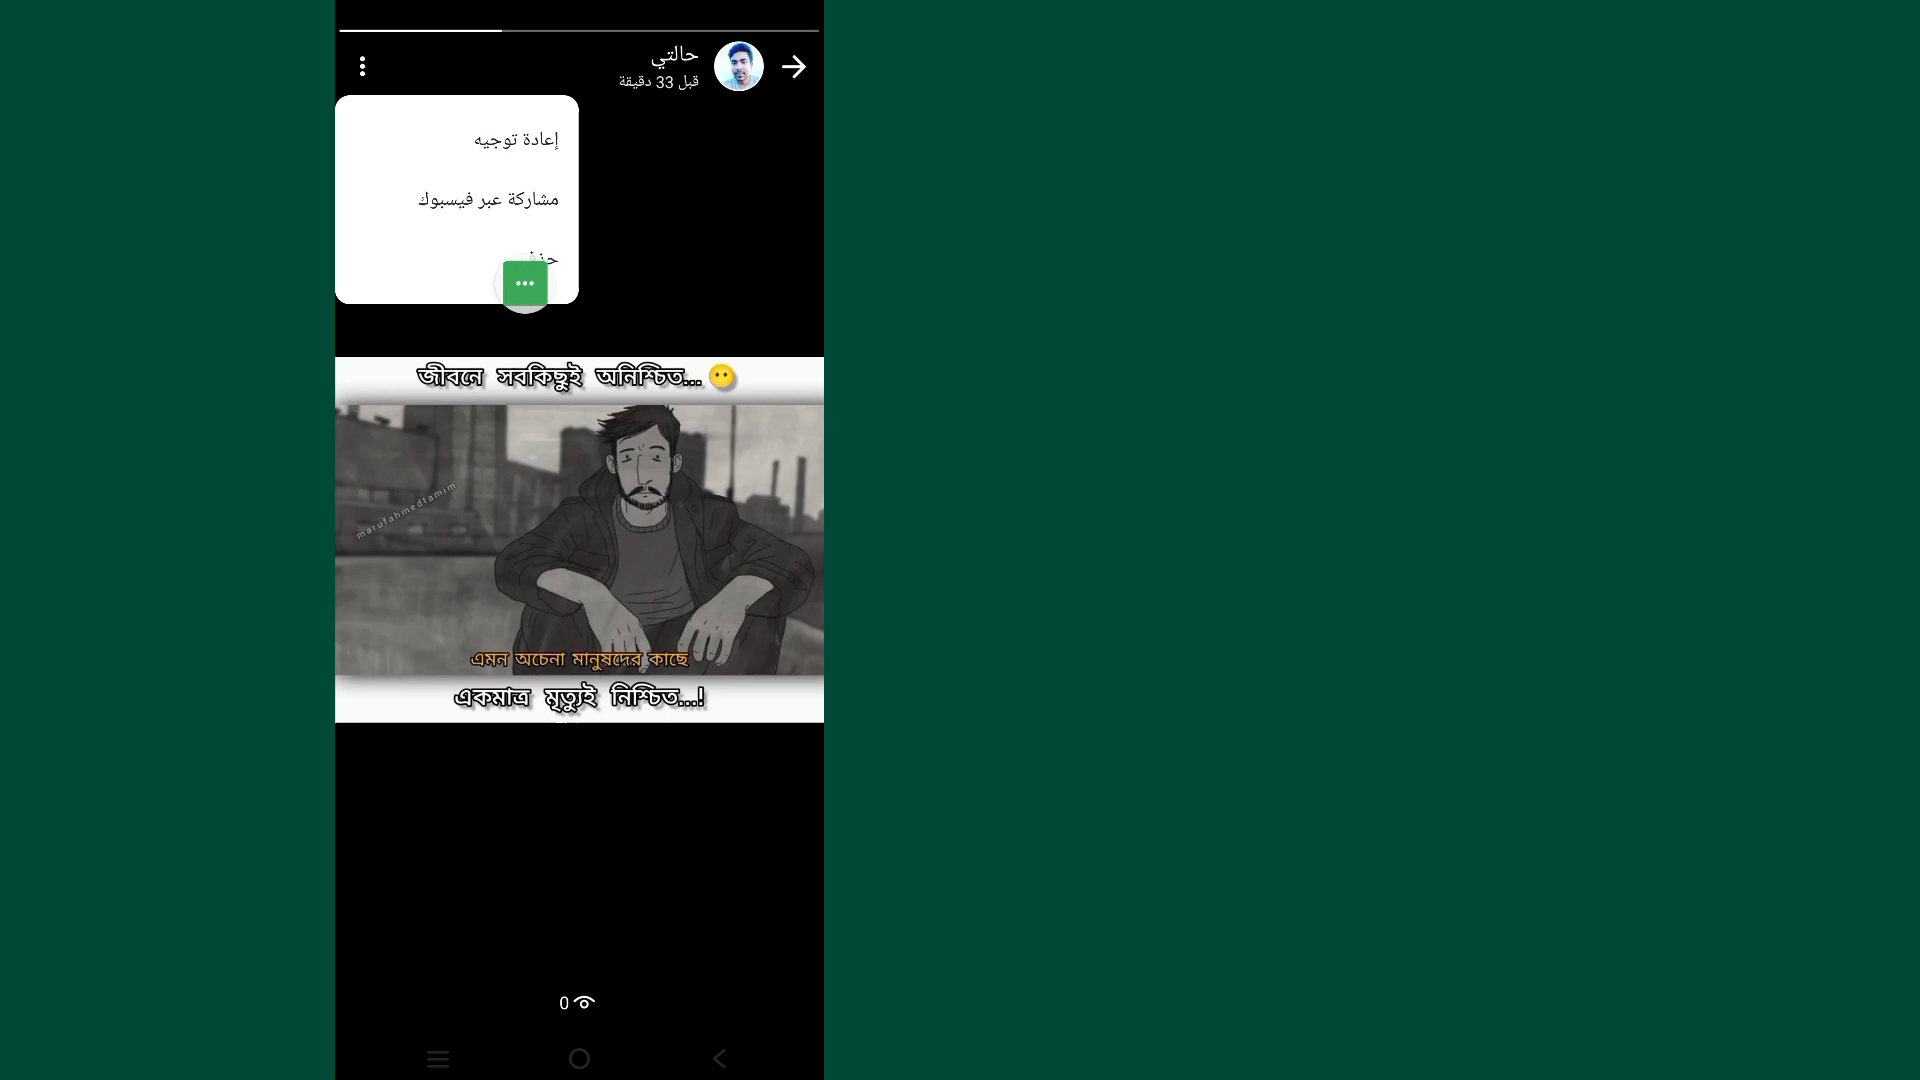 حالتي
قبل 33 دقيقة
إعادة توجيه
مشاركة عبر فيسبوك
জীবনে সবকিছুই অনিশ্চিত...😶
marufahmedtamim
এমন অচেনা মানুষদের কাছে
একমাত্র মৃত্যুই নিশ্চিত...!
0